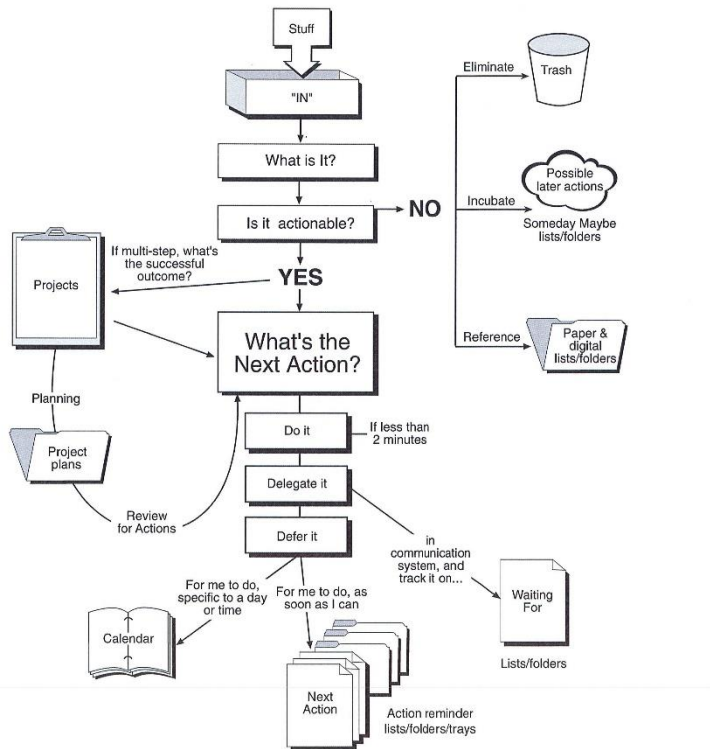 Stuff
"IN"
What is It?
Is it actionable?
NO
Eliminate
Trash
Incubate
Possible
later actions
Someday Maybe
lists/folders
Reference
Paper &
digital
lists/folders
YES
If multi-step, what's
the successful
outcome?
Projects
What's the
Next Action?
Planning
Project
plans
Review
for Actions
Do it
If less than
2 minutes
Delegate it
Defer it
in
communication
system, and
track it on...
Waiting
For
Lists/folders
For me to do,
specific to a day
or time
Calendar
For me to do, as
soon as I can
Next
Action
Action reminder
lists/folders/trays